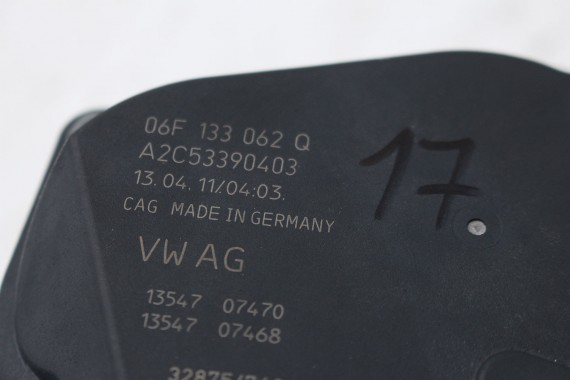 06F 133 062 Q
A2C53390403
17
13. 04. 11/04:03.
CAG MADE IN GERMANY
VW AG
13547 07470
13547 07468